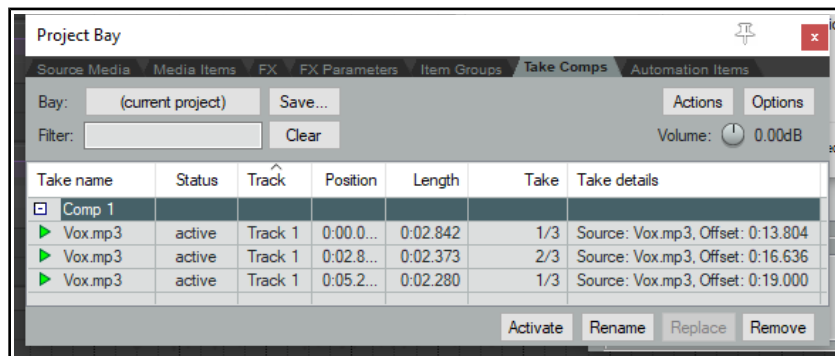 Project Bay
Source Media Media Items FX FX Parameters Item Groups Take Comps Automation Items
Bay: (current project) Save... Actions Options
Filter: Clear Volume: 0.00dB
Take name Status Track Position Length Take Take details
Comp 1
Vox.mp3 active Track 1 0:00.0... 0:02.842 1/3 Source: Vox.mp3, Offset: 0:13.804
Vox.mp3 active Track 1 0:02.8... 0:02.373 2/3 Source: Vox.mp3, Offset: 0:16.636
Vox.mp3 active Track 1 0:05.2... 0:02.280 1/3 Source: Vox.mp3, Offset: 0:19.000
Activate Rename Replace Remove